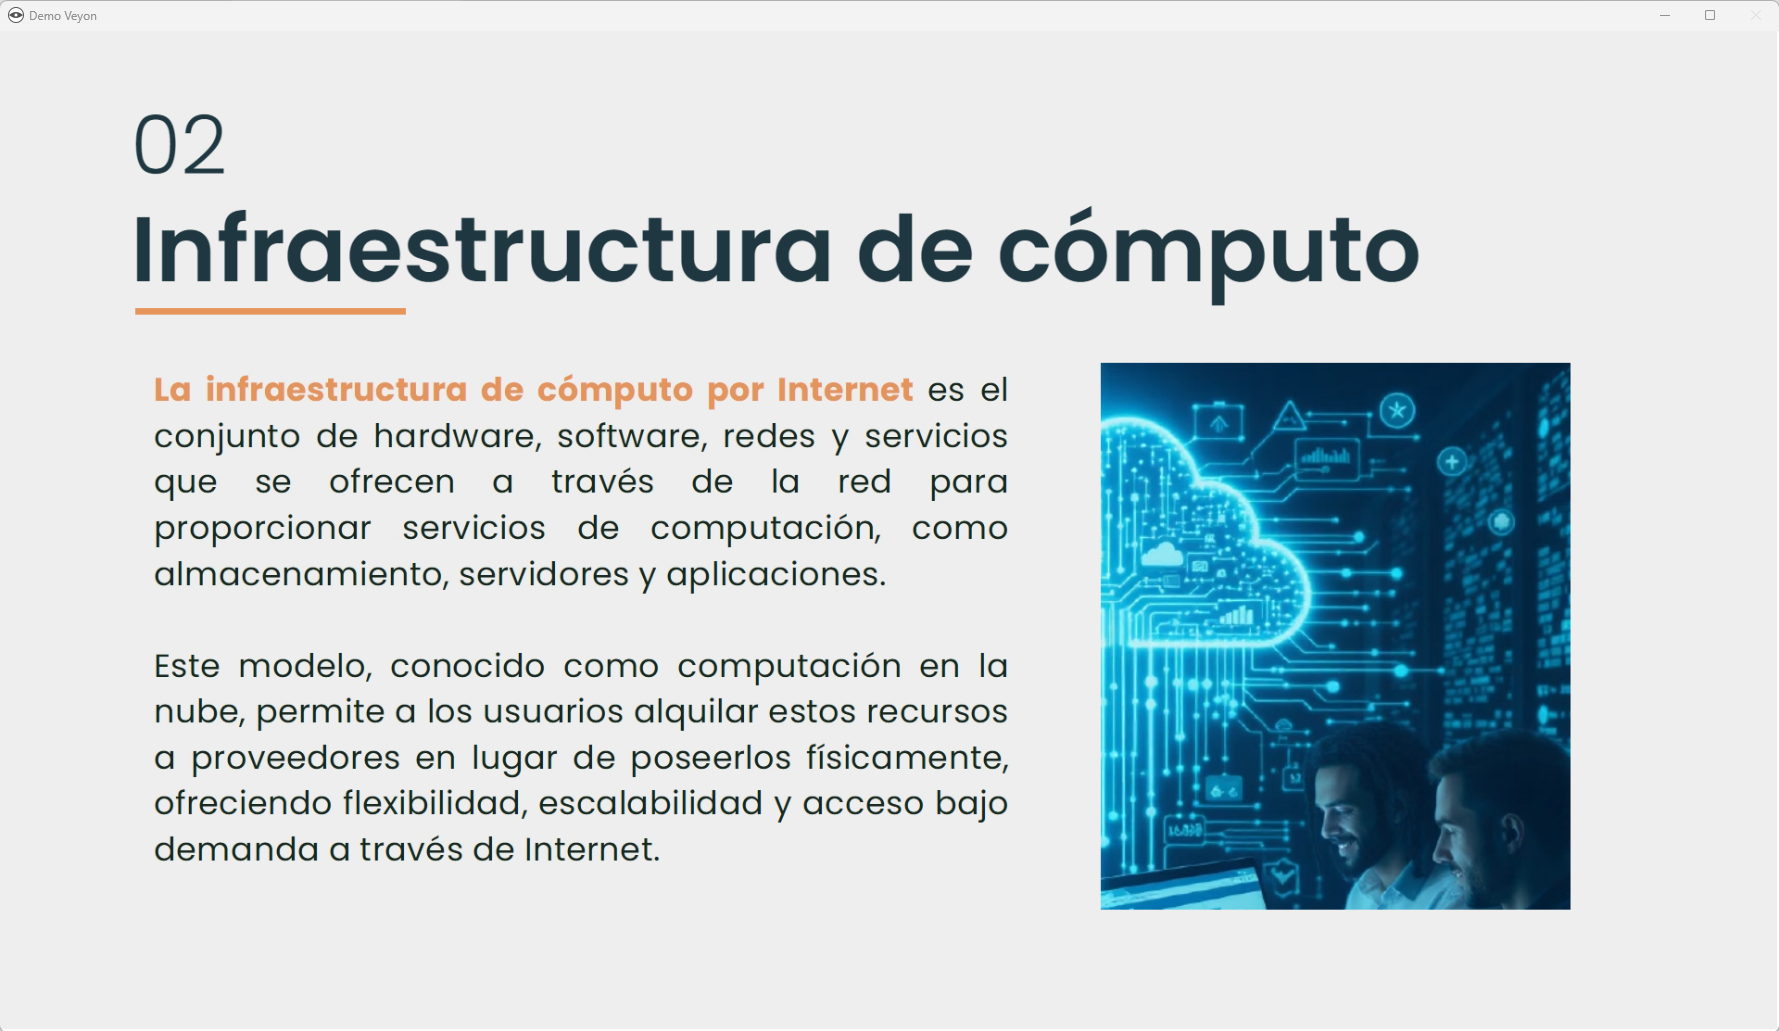 Demo Veyon
02
Infraestructura de cómputo
La infraestructura de cómputo por Internet es el
conjunto de hardware, software, redes y servicios
que se ofrecen a través de la red para
proporcionar servicios de computación, como
almacenamiento, servidores y aplicaciones.
Este modelo, conocido como computación en la
nube, permite a los usuarios alquilar estos recursos
a proveedores en lugar de poseerlos físicamente,
ofreciendo flexibilidad, escalabilidad y acceso bajo
demanda a través de Internet.